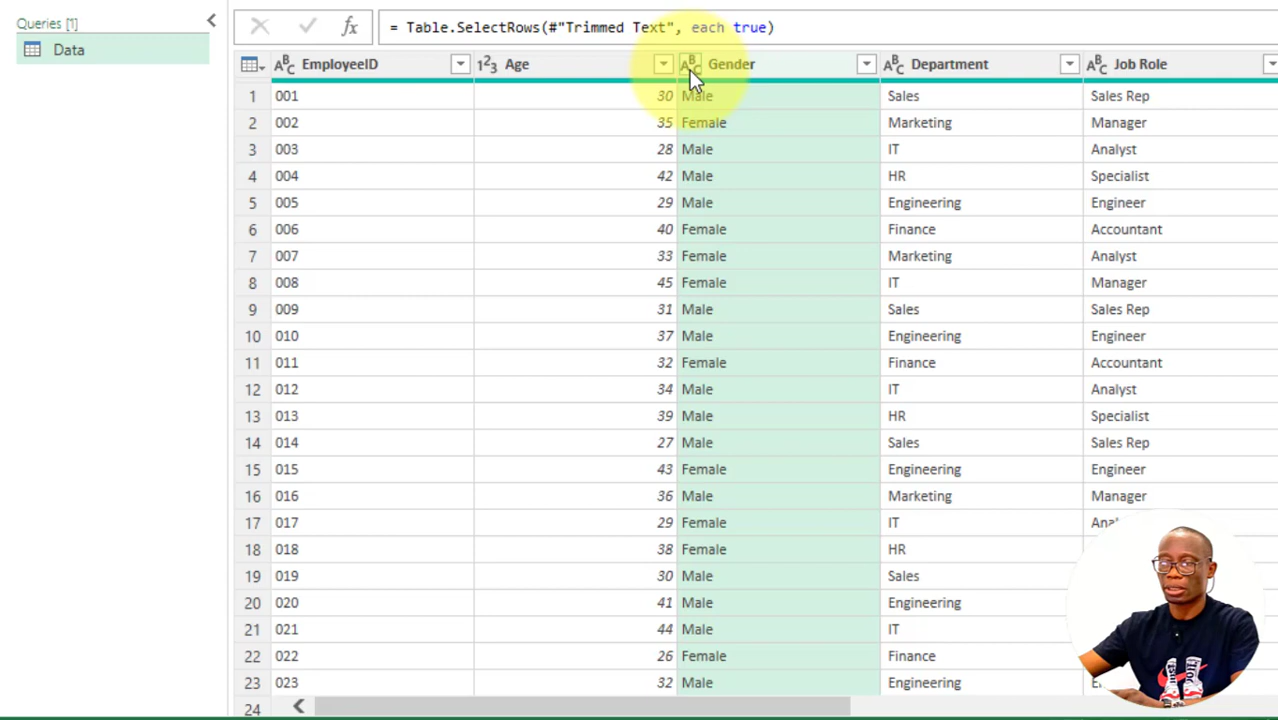 Queries [1]
Data
fx = Table.SelectRows(#"Trimmed Text", each true)
ABC EmployeeID 123 Age ABC Gender ABC Department ABC Job Role
1 001 30 Male Sales Sales Rep
2 002 35 Female Marketing Manager
3 003 28 Male IT Analyst
4 004 42 Male HR Specialist
5 005 29 Male Engineering Engineer
6 006 40 Female Finance Accountant
7 007 33 Female Marketing Analyst
8 008 45 Female IT Manager
9 009 31 Male Sales Sales Rep
10 010 37 Male Engineering Engineer
11 011 32 Female Finance Accountant
12 012 34 Male IT Analyst
13 013 39 Male HR Specialist
14 014 27 Male Sales Sales Rep
15 015 43 Female Engineering Engineer
16 016 36 Male Marketing Manager
17 017 29 Female IT
18 018 38 Female HR
19 019 30 Male Sales
20 020 41 Male Engineering
21 021 44 Male IT
22 022 26 Female Finance
23 023 32 Male Engineering
24